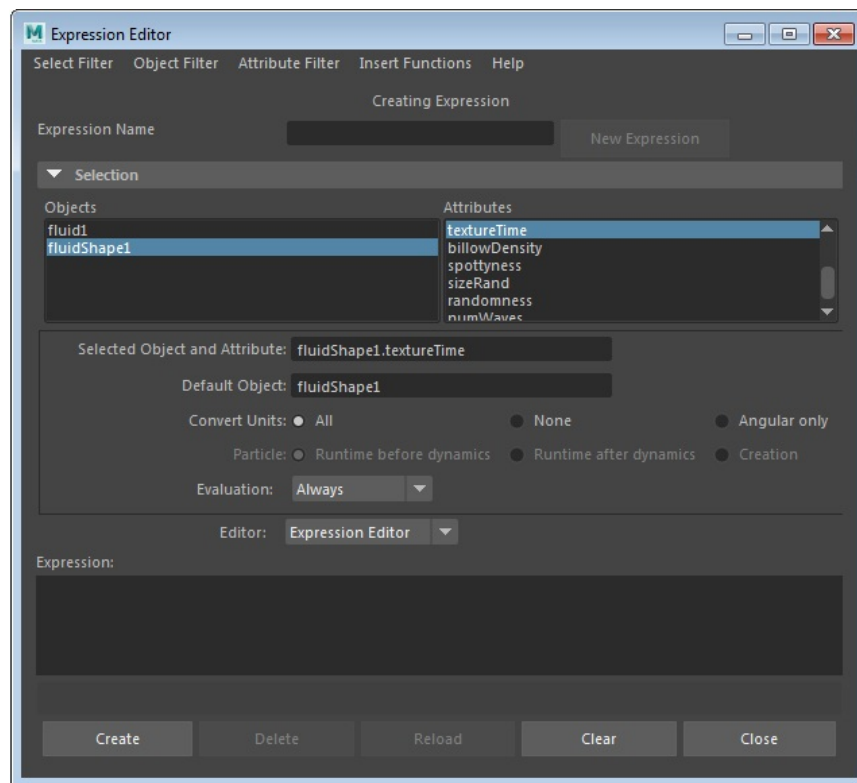 Expression Editor
Select Filter Object Filter Attribute Filter Insert Functions Help
Creating Expression
Expression Name
New Expression
Selection
Objects
Attributes
fluid1
fluidShape1
textureTime
billowDensity
spottyness
sizeRand
randomness
numWaves
Selected Object and Attribute: fluidShape1.textureTime
Default Object: fluidShape1
Convert Units: All None Angular only
Particle: Runtime before dynamics Runtime after dynamics Creation
Evaluation: Always
Editor: Expression Editor
Expression:
Create Delete Reload Clear Close